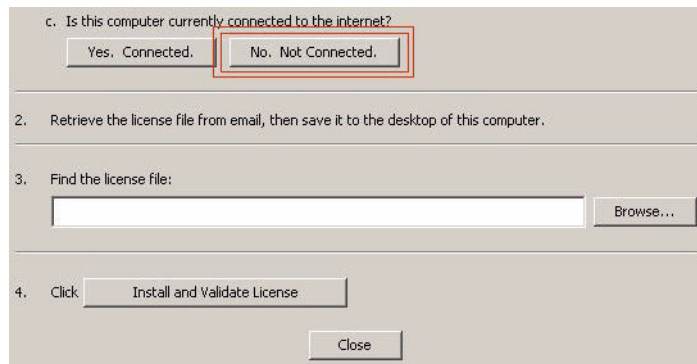 c. Is this computer currently connected to the internet?
Yes. Connected. No. Not Connected.
2. Retrieve the license file from email, then save it to the desktop of this computer.
3. Find the license file:
Browse...
4. Click Install and Validate License
Close